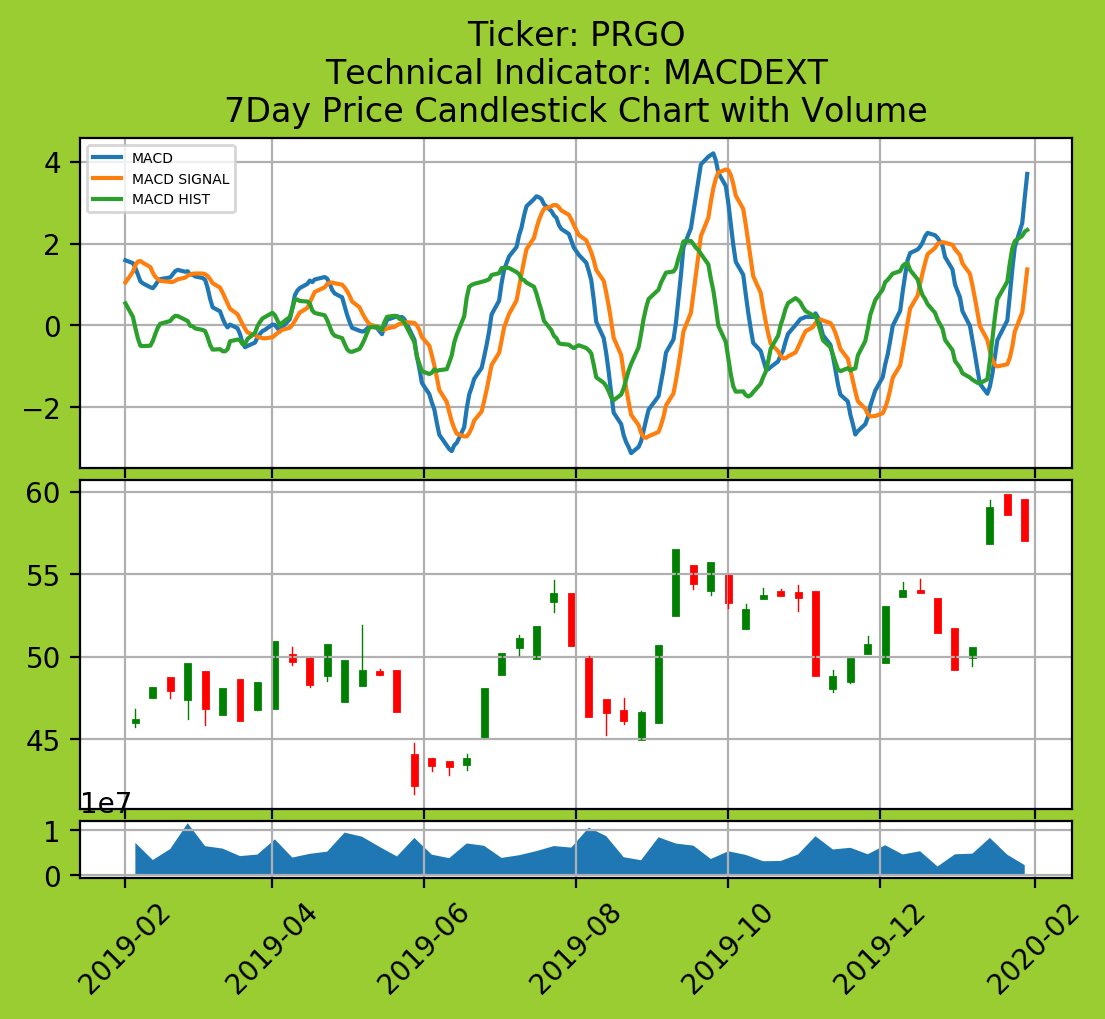 Ticker: PRGO
Technical Indicator: MACDEXT
7Day Price Candlestick Chart with Volume
MACD
MACD SIGNAL
MACD HIST
4
2
0
−2
60
55
50
45
1e7
1
0
2019-02
2019-04
2019-06
2019-08
2019-10
2019-12
2020-02